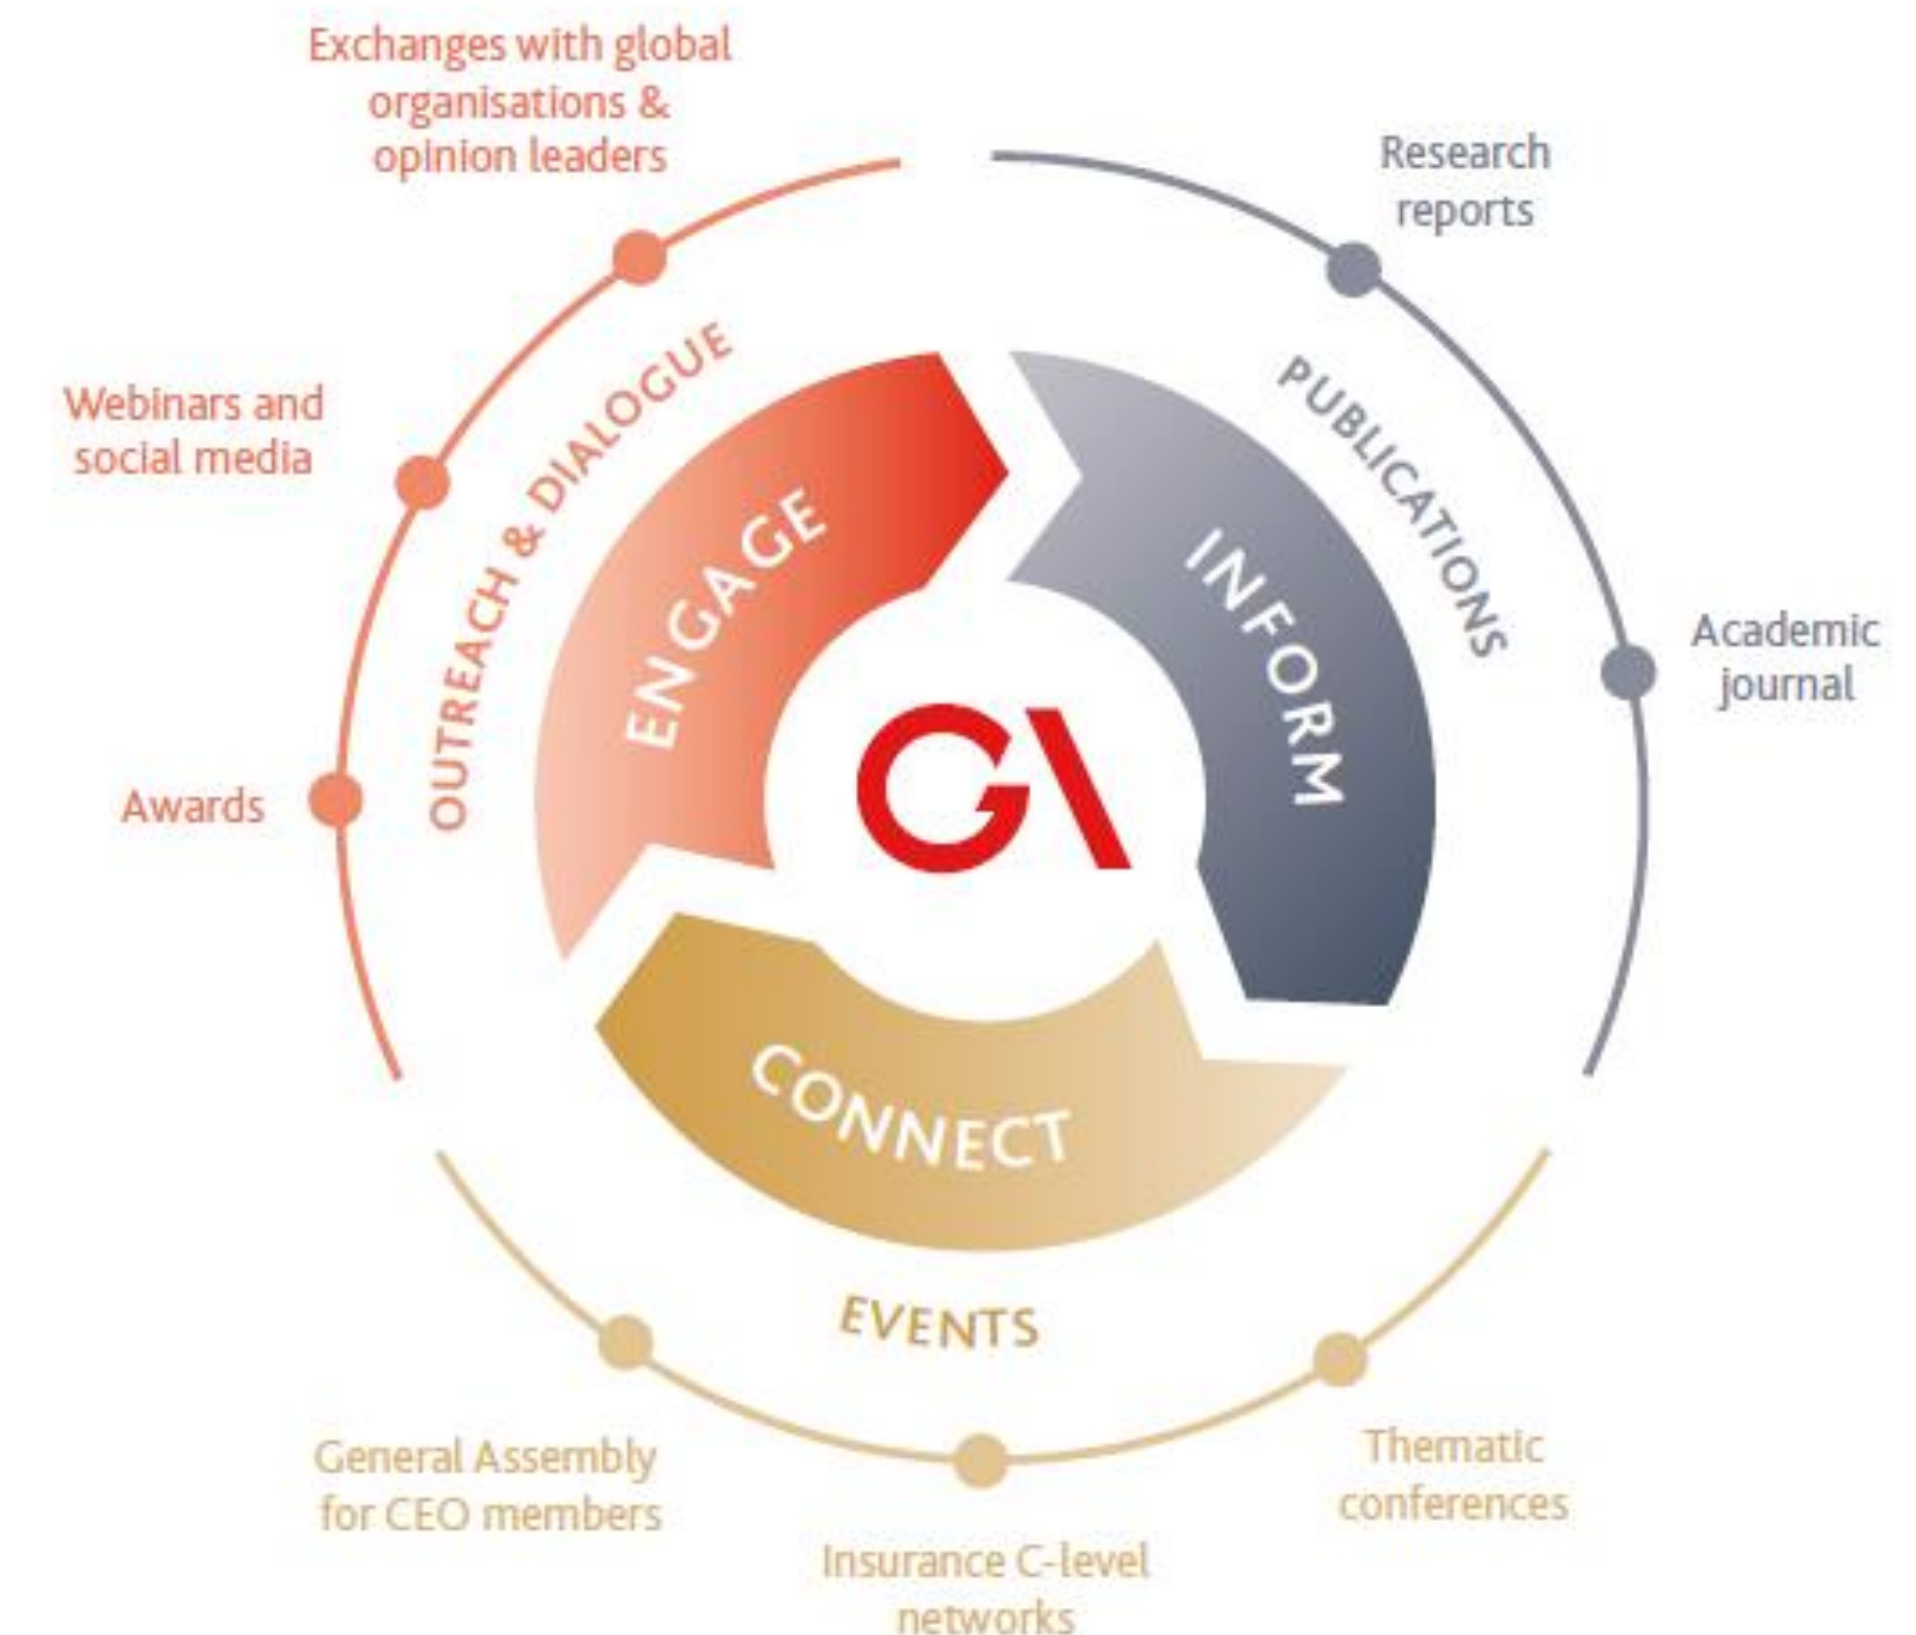 Exchanges with global
organisations &
opinion leaders
Research
reports
Webinars and
social media
OUTREACH & DIALOGUE
PUBLICATIONS
ENGAGE
INFORM
Academic
journal
Awards
GA
CONNECT
EVENTS
General Assembly
for CEO members
Thematic
conferences
Insurance C-level
networks